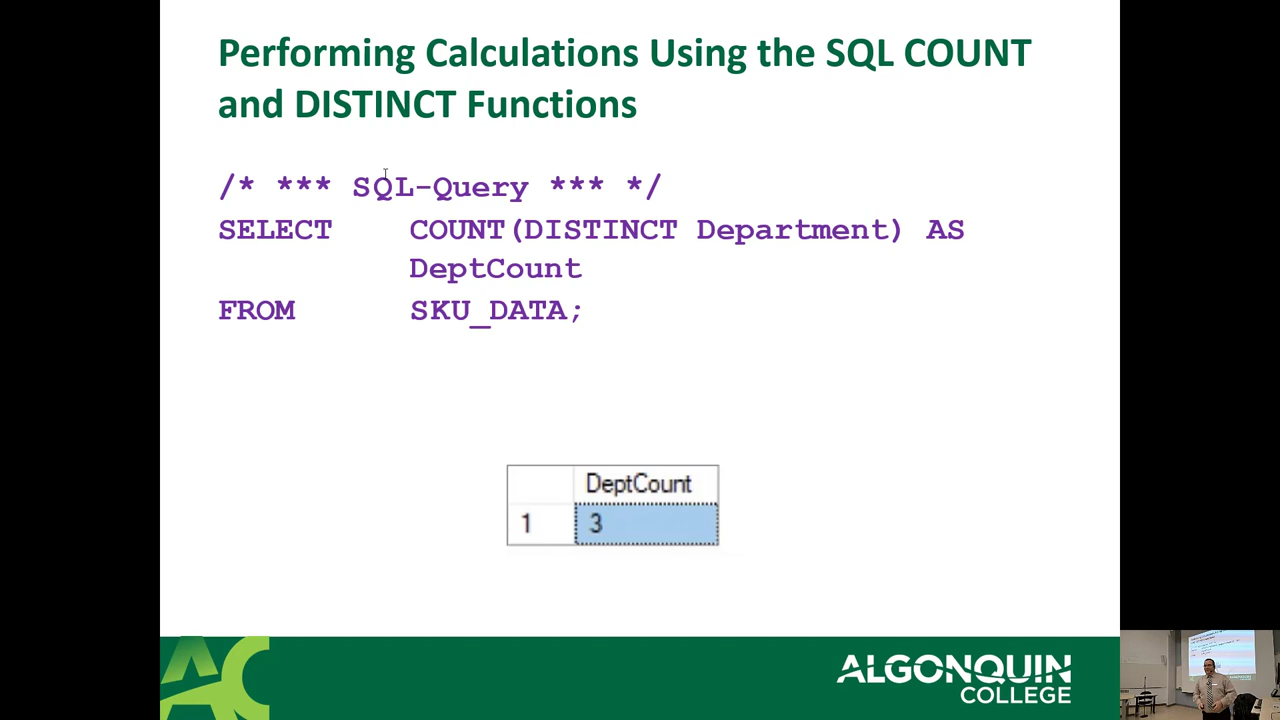 Performing Calculations Using the SQL COUNT
and DISTINCT Functions
/* *** SQL-Query *** */
SELECT COUNT(DISTINCT Department) AS
DeptCount
FROM SKU_DATA;
DeptCount
1 3
AC
ALGONQUIN
COLLEGE